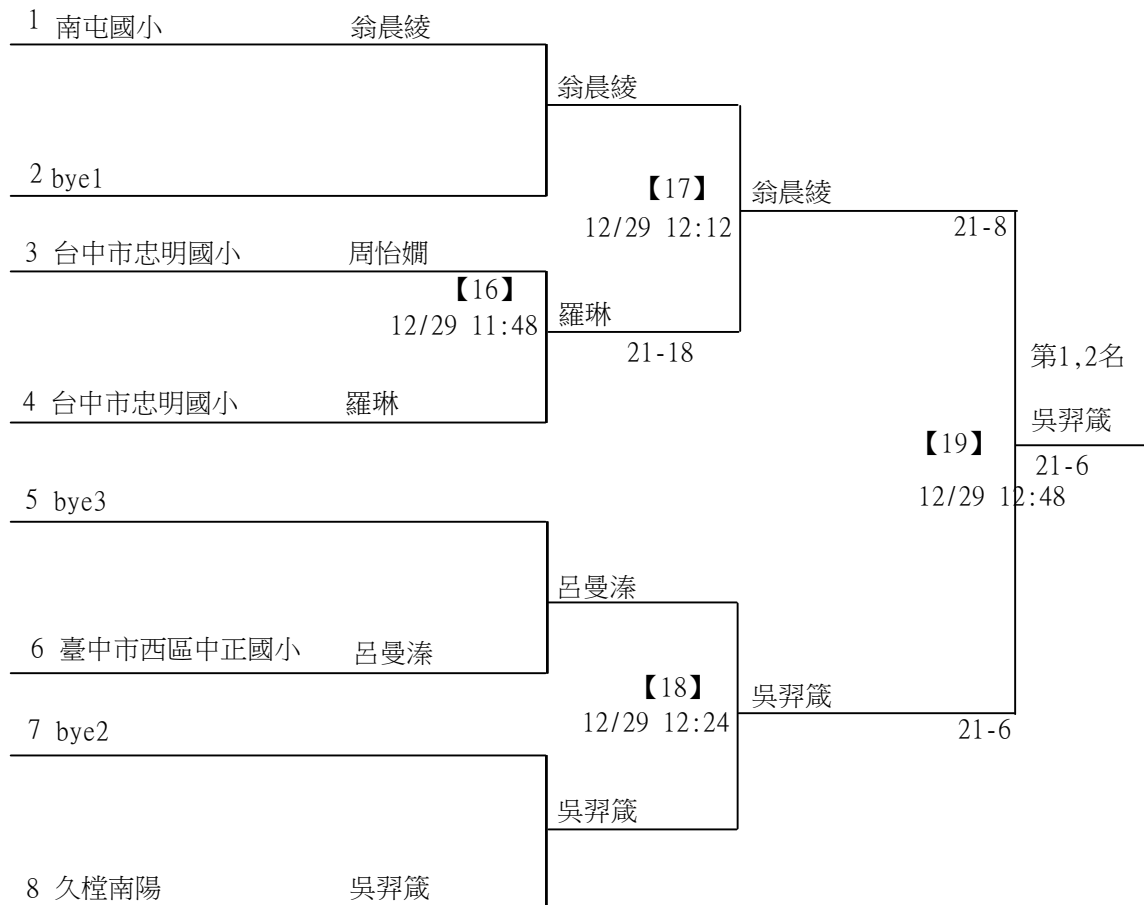 1 南屯國小 翁晨綾
翁晨綾
2 bye1
【17】
翁晨綾
12/29 12:12
21-8
3 台中市忠明國小 周怡嫺
【16】
12/29 11:48
羅琳
21-18
第1,2名
4 台中市忠明國小 羅琳
吳羿箴
【19】
21-6
12/29 12:48
5 bye3
呂曼溱
6 臺中市西區中正國小 呂曼溱
【18】
吳羿箴
12/29 12:24
21-6
7 bye2
吳羿箴
8 久樘南陽 吳羿箴